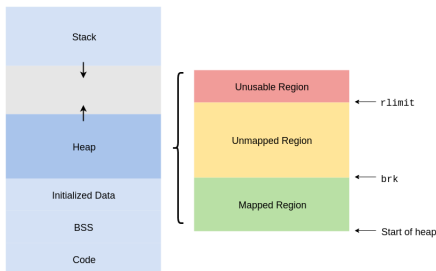 Stack
Heap
Initialized Data
BSS
Code
Unusable Region
Unmapped Region
Mapped Region
rlimit
brk
Start of heap